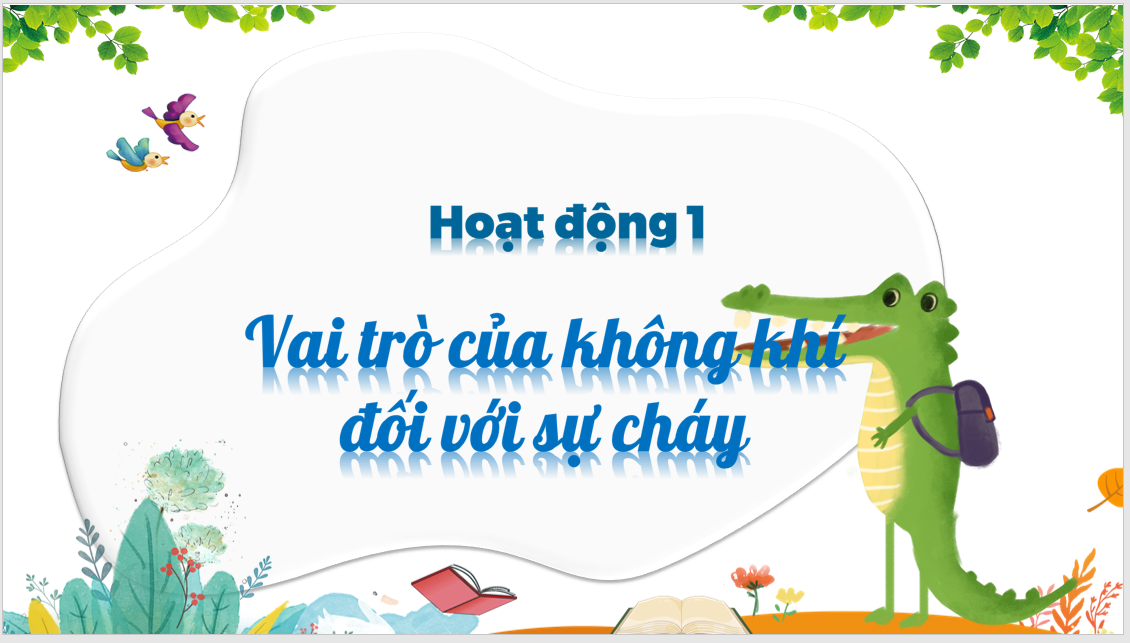 Hoạt động 1
Vai trò của không khí
đối với sự cháy